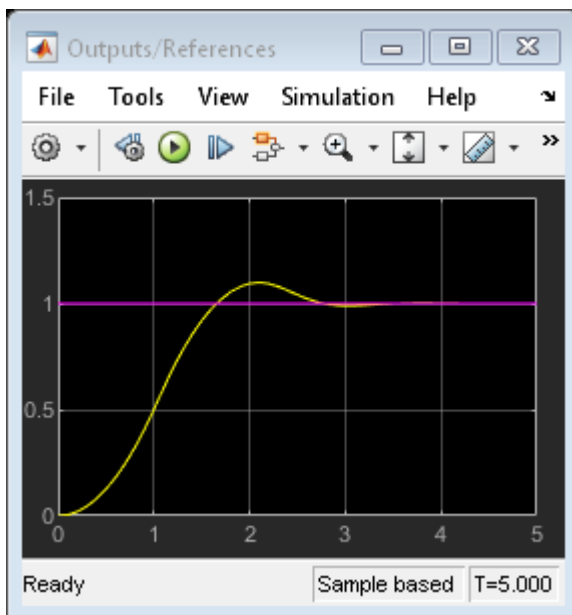 Outputs/References
File Tools View Simulation Help
1.5
1
0.5
0
0 1 2 3 4 5
Ready Sample based T=5.000